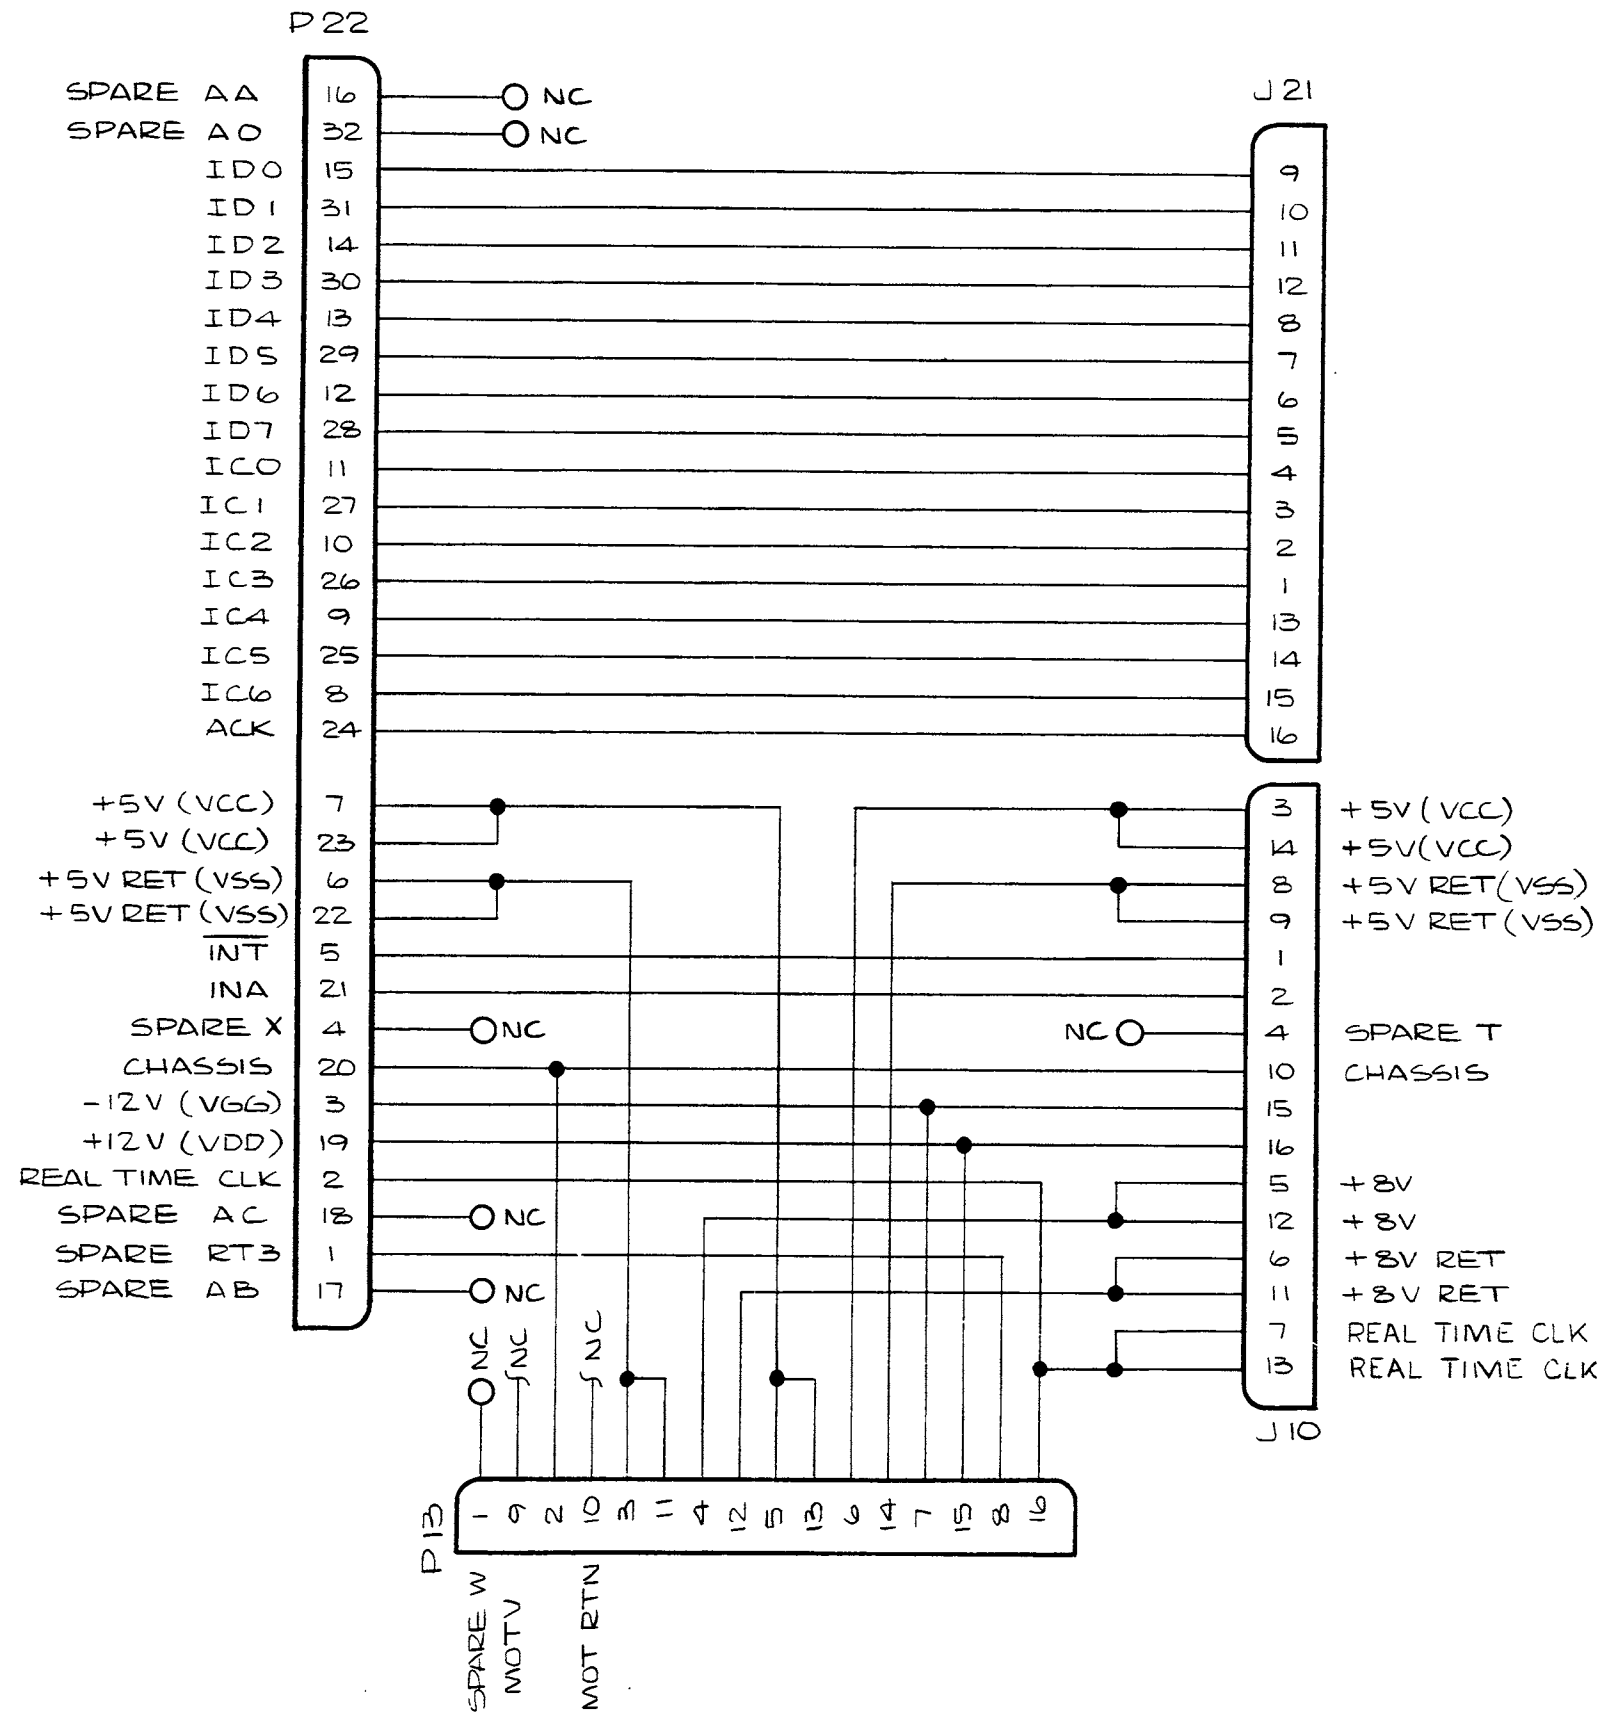 P22
SPARE AA 16 NC
SPARE AO 32 NC
ID0 15
ID1 31
ID2 14
ID3 30
ID4 13
ID5 29
ID6 12
ID7 28
IC0 11
IC1 27
IC2 10
IC3 26
IC4 9
IC5 25
IC6 8
ACK 24
+5V (VCC) 7
+5V (VCC) 23
+5V RET (VSS) 6
+5V RET (VSS) 22
INT 5
INA 21
SPARE X 4 NC
CHASSIS 20
-12V (VGG) 3
+12V (VDD) 19
REAL TIME CLK 2
SPARE AC 18 NC
SPARE RT3 1
SPARE AB 17 NC
J21
9
10
11
12
8
7
6
5
4
3
2
1
13
14
15
16
3 +5V (VCC)
14 +5V (VCC)
8 +5V RET (VSS)
9 +5V RET (VSS)
1
2
NC 4 SPARE T
10 CHASSIS
15
16
5 +8V
12 +8V
6 +8V RET
11 +8V RET
7 REAL TIME CLK
13 REAL TIME CLK
J10
NC NC NC
P13 1 9 2 10 3 11 4 12 5 13 6 14 7 15 8 16
SPARE W
MOTV
MOT RTN